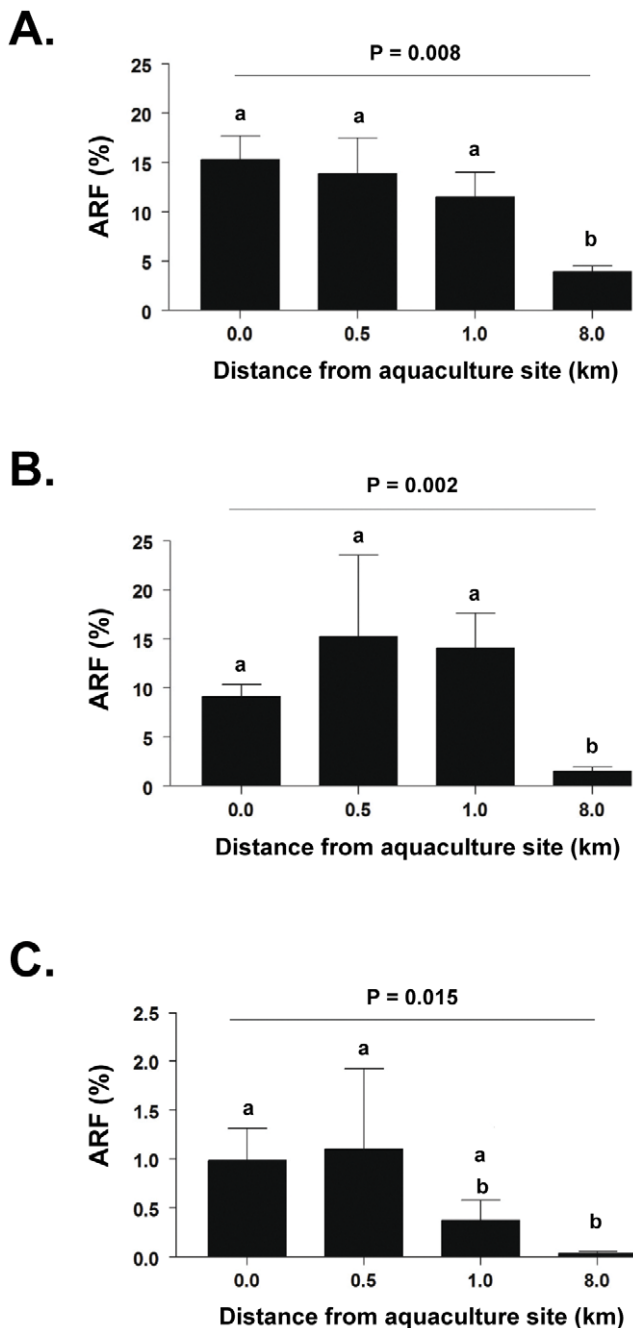 A.
P = 0.008
25
a
a
20
a
15
ARF (%)
10
b
5
0
0.0 0.5 1.0 8.0
Distance from aquaculture site (km)
B.
P = 0.002
25
a
20
a
15
ARF (%)
a
10
5
b
0
0.0 0.5 1.0 8.0
Distance from aquaculture site (km)
C.
P = 0.015
2.5
a
2.0
a
1.5
ARF (%)
a
1.0
b
0.5
b
0.0
0.0 0.5 1.0 8.0
Distance from aquaculture site (km)